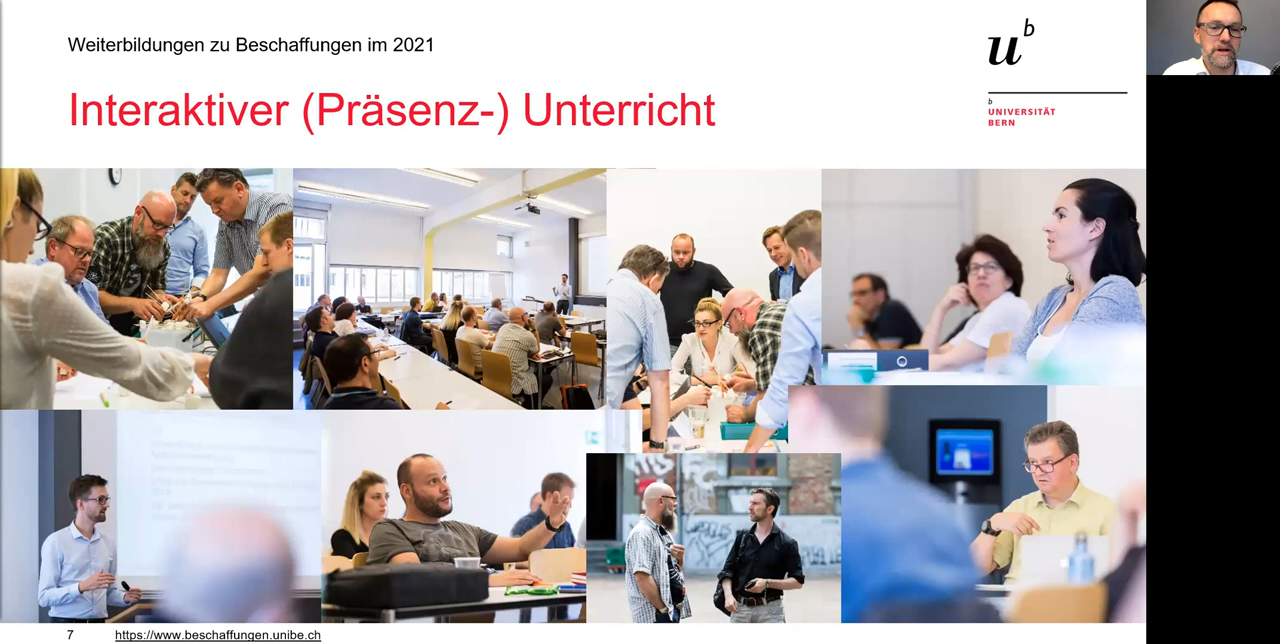 Weiterbildungen zu Beschaffungen im 2021
Interaktiver (Präsenz-) Unterricht
u b
b
UNIVERSITÄT
BERN
7 https://www.beschaffungen.unibe.ch